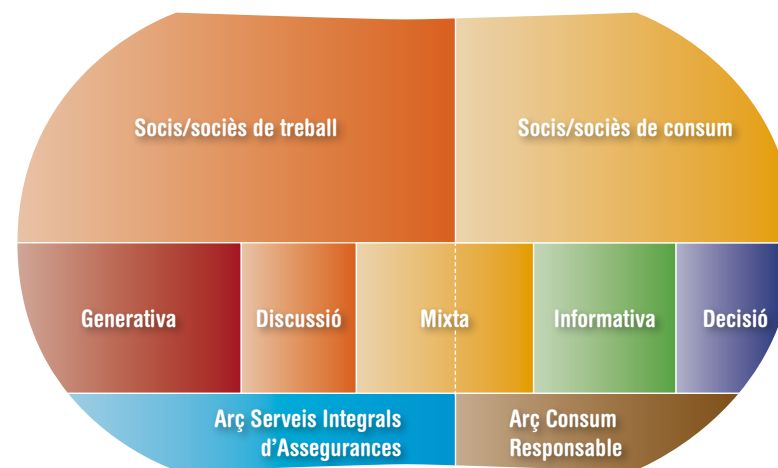 Socis/sociès de treball
Socis/sociès de consum
Generativa
Discussió
Mixta
Informativa
Decisió
Arç Serveis Integrals
d'Assegurances
Arç Consum
Responsable